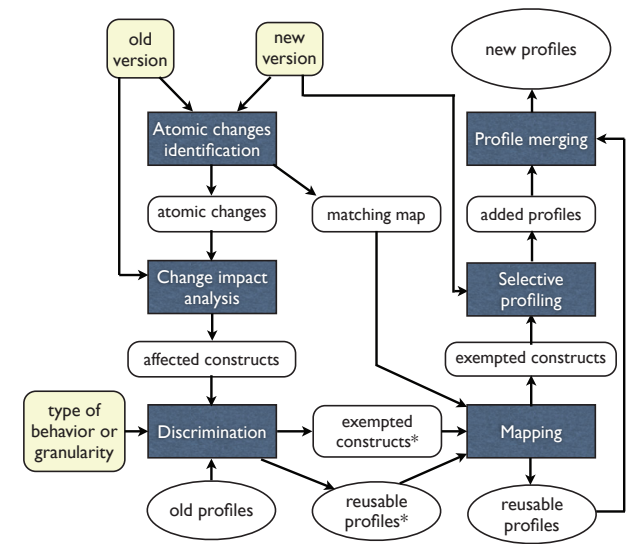 old
version
new
version
new profiles
Atomic changes
identification
Profile merging
atomic changes
matching map
added profiles
Change impact
analysis
Selective
profiling
affected constructs
exempted constructs
type of
behavior or
granularity
Discrimination
exempted
constructs*
Mapping
old profiles
reusable
profiles*
reusable
profiles